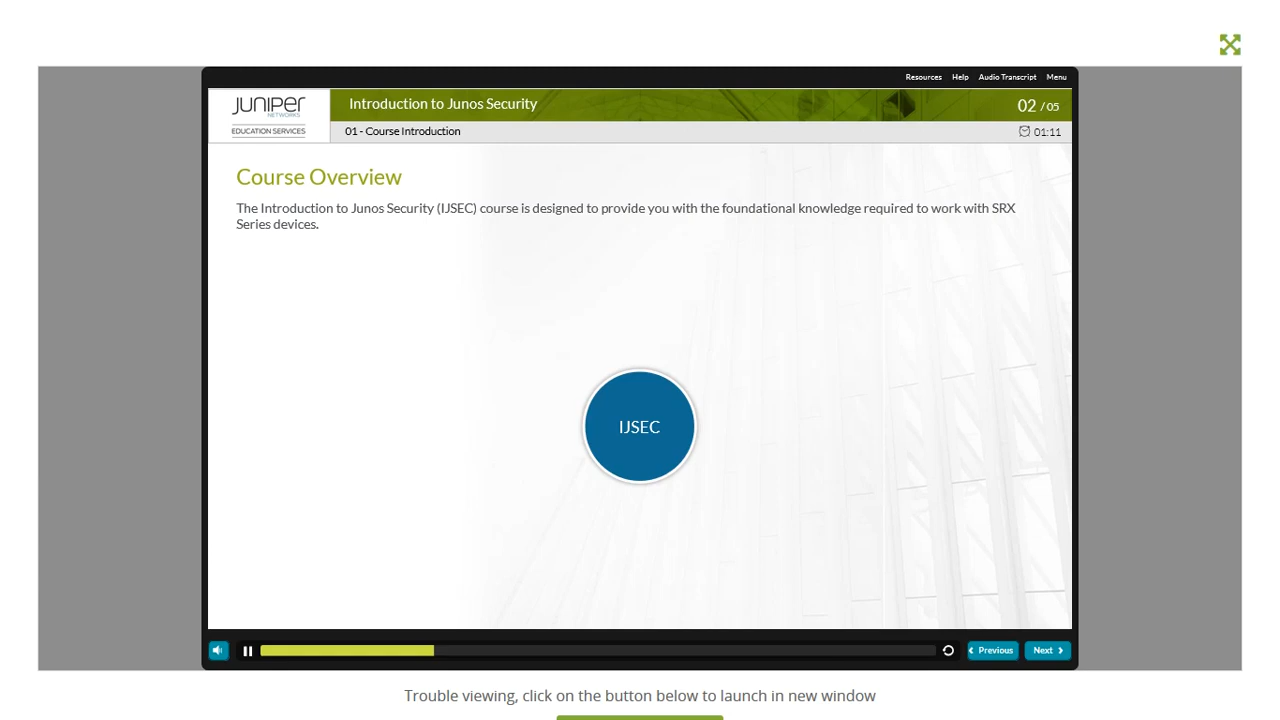 Resources Help Audio Transcript Menu
JUNIPER
NETWORKS
EDUCATION SERVICES
Introduction to Junos Security
02 / 05
01 - Course Introduction
01:11
Course Overview
The Introduction to Junos Security (IJSEC) course is designed to provide you with the foundational knowledge required to work with SRX
Series devices.
IJSEC
Previous
Next
Trouble viewing, click on the button below to launch in new window